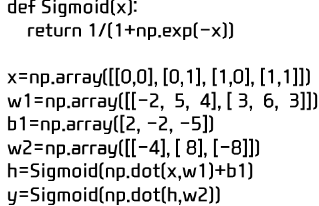 def Sigmoid(x):
return 1/(1+np.exp(-x))
x=np.array([[0,0], [0,1], [1,0], [1,1]])
w1=np.array([[-2, 5, 4], [ 3, 6, 3]])
b1=np.array([2, -2, -5])
w2=np.array([[-4], [ 8], [-8]])
h=Sigmoid(np.dot(x,w1)+b1)
y=Sigmoid(np.dot(h,w2))